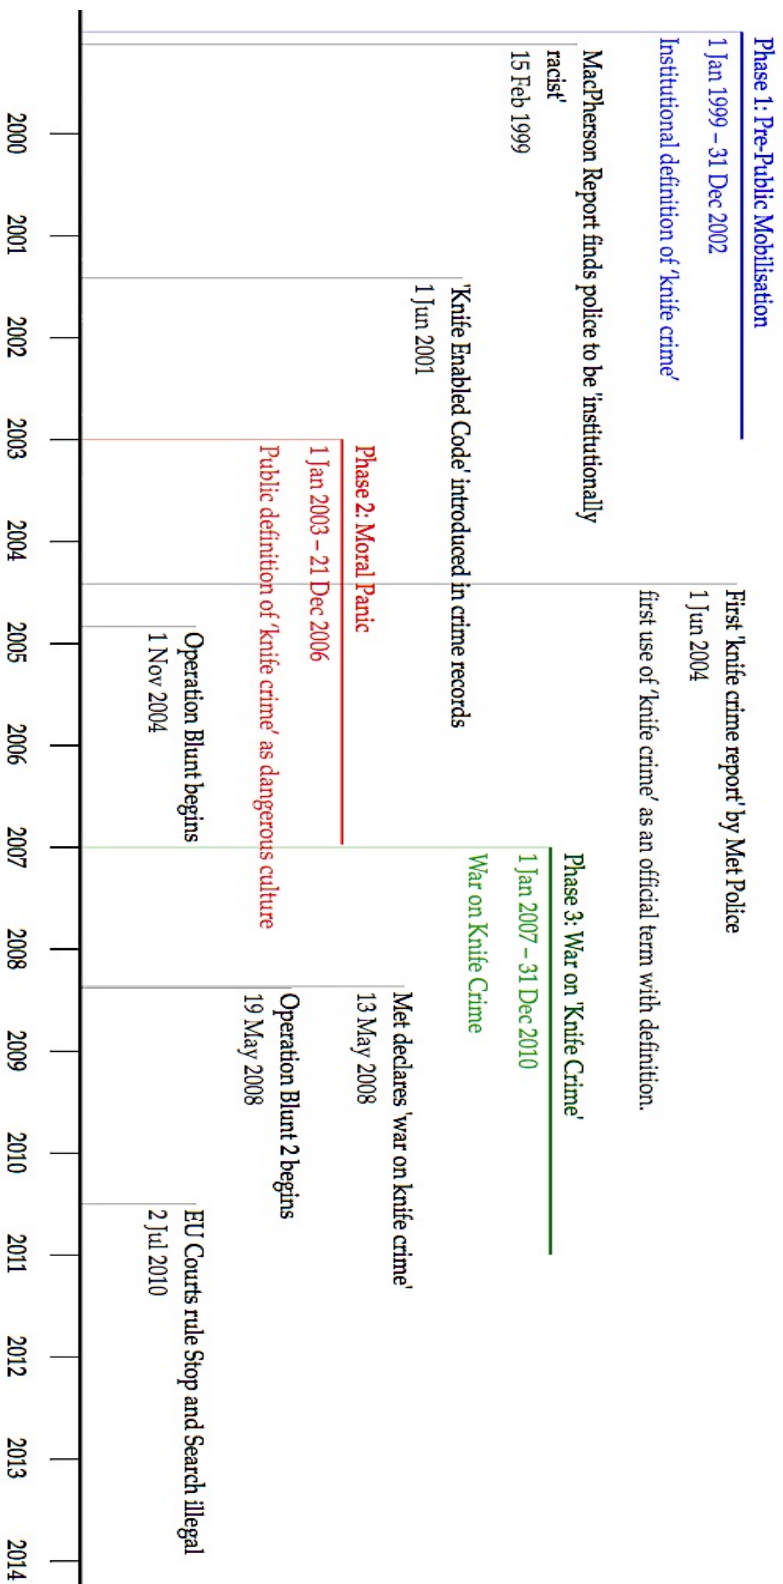 Phase 1: Pre-Public Mobilisation
1 Jan 1999 – 31 Dec 2002
Institutional definition of 'knife crime'
MacPherson Report finds police to be 'institutionally
racist'
15 Feb 1999
'Knife Enabled Code' introduced in crime records
1 Jun 2001
Phase 2: Moral Panic
1 Jan 2003 – 21 Dec 2006
Public definition of 'knife crime' as dangerous culture
First 'knife crime report' by Met Police
1 Jun 2004
first use of 'knife crime' as an official term with definition.
Operation Blunt begins
1 Nov 2004
Phase 3: War on 'Knife Crime'
1 Jan 2007 – 31 Dec 2010
War on Knife Crime
Met declares 'war on knife crime'
13 May 2008
Operation Blunt 2 begins
19 May 2008
EU Courts rule Stop and Search illegal
2 Jul 2010
2000 2001 2002 2003 2004 2005 2006 2007 2008 2009 2010 2011 2012 2013 2014